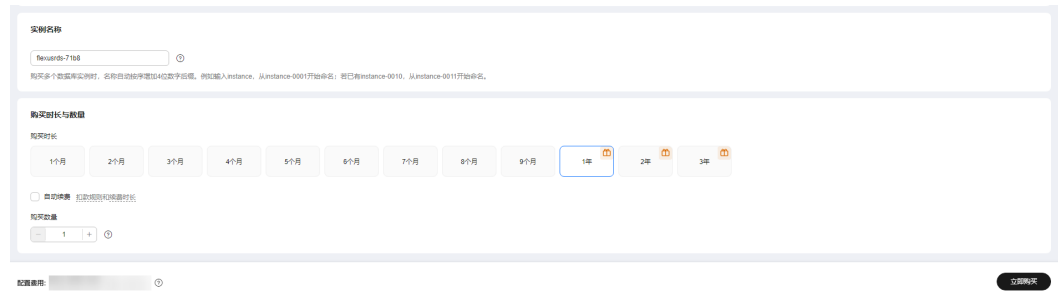 实例名称
flexusrds-71b8
购买多个数据库实例时，名称自动按序增加4位数字后缀。例如输入instance，从instance-0001开始命名；若已有instance-0010，从instance-0011开始命名。
购买时长与数量
购买时长
1个月 2个月 3个月 4个月 5个月 6个月 7个月 8个月 9个月 1年 2年 3年
自动续费 扣款规则和续费时长
购买数量
1
配置费用:
立即购买